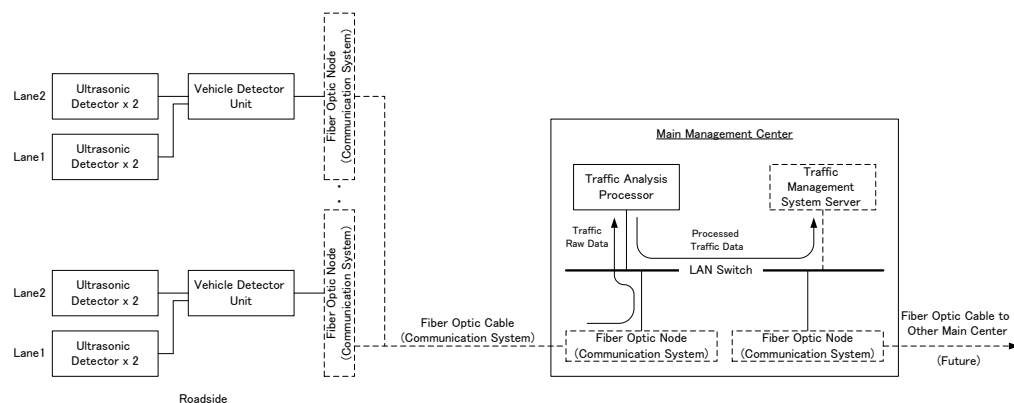 Lane2
Ultrasonic
Detector x 2
Vehicle Detector
Unit
Fiber Optic Node
(Communication System)
Lane1
Ultrasonic
Detector x 2
Lane2
Ultrasonic
Detector x 2
Vehicle Detector
Unit
Fiber Optic Node
(Communication System)
Lane1
Ultrasonic
Detector x 2
Roadside
Fiber Optic Cable
(Communication System)
Main Management Center
Traffic Analysis
Processor
Traffic
Management
System Server
Traffic
Raw Data
Processed
Traffic Data
LAN Switch
Fiber Optic Node
(Communication System)
Fiber Optic Node
(Communication System)
Fiber Optic Cable to
Other Main Center
(Future)